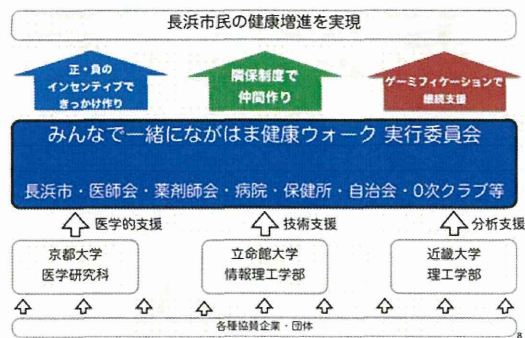 長浜市民の健康増進を実現
正・負の
インセンティブで
きっかけ作り
隣保制度で
仲間作り
ゲーミフィケーションで
継続支援
みんなで一緒にながはま健康ウォーク 実行委員会
長浜市・医師会・薬剤師会・病院・保健所・自治会・0次クラブ等
医学的支援
技術支援
分析支援
京都大学
医学研究科
立命館大学
情報理工学部
近畿大学
理工学部
各種協賛企業・団体
8